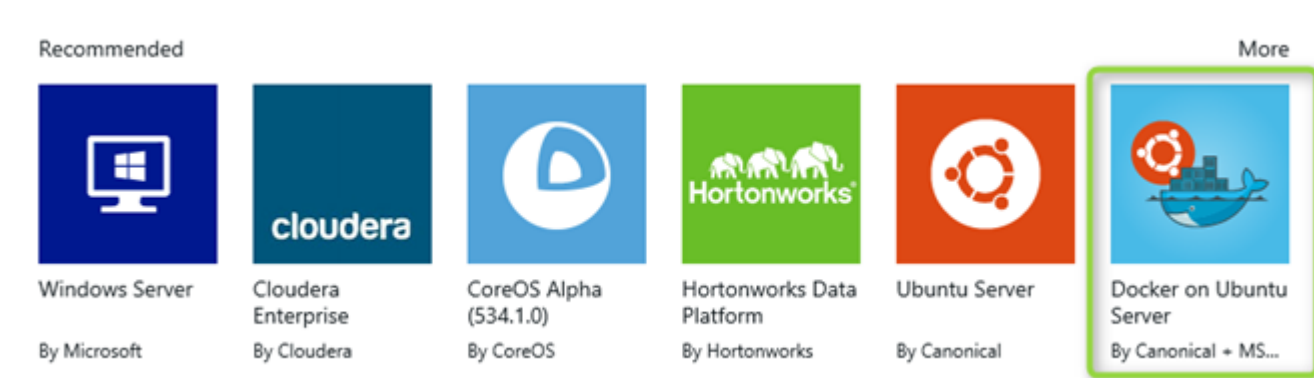 Recommended
More
cloudera
Hortonworks
Windows Server
Cloudera
Enterprise
CoreOS Alpha
(534.1.0)
Hortonworks Data
Platform
Ubuntu Server
Docker on Ubuntu
Server
By Microsoft
By Cloudera
By CoreOS
By Hortonworks
By Canonical
By Canonical + MS...